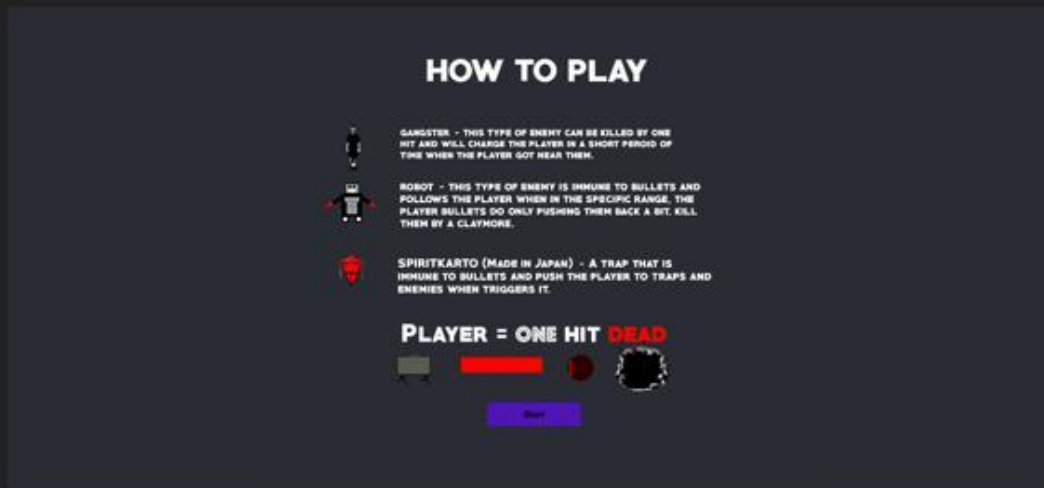 HOW TO PLAY
GANGSTER - THIS TYPE OF ENEMY CAN BE KILLED BY ONE
HIT AND WILL CHARGE THE PLAYER IN A SHORT PEROID OF
TIME WHEN THE PLAYER GOT NEAR THEM.
ROBOT - THIS TYPE OF ENEMY IS IMMUNE TO BULLETS AND
FOLLOWS THE PLAYER WHEN IN THE SPECIFIC RANGE. THE
PLAYER BULLETS DO ONLY PUSHING THEM BACK A BIT. KILL
THEM BY A CLAYMORE.
SPIRITKARTO (MADE IN JAPAN) - A TRAP THAT IS
IMMUNE TO BULLETS AND PUSH THE PLAYER TO TRAPS AND
ENEMIES WHEN TRIGGERS IT.
PLAYER = ONE HIT DEAD
Start